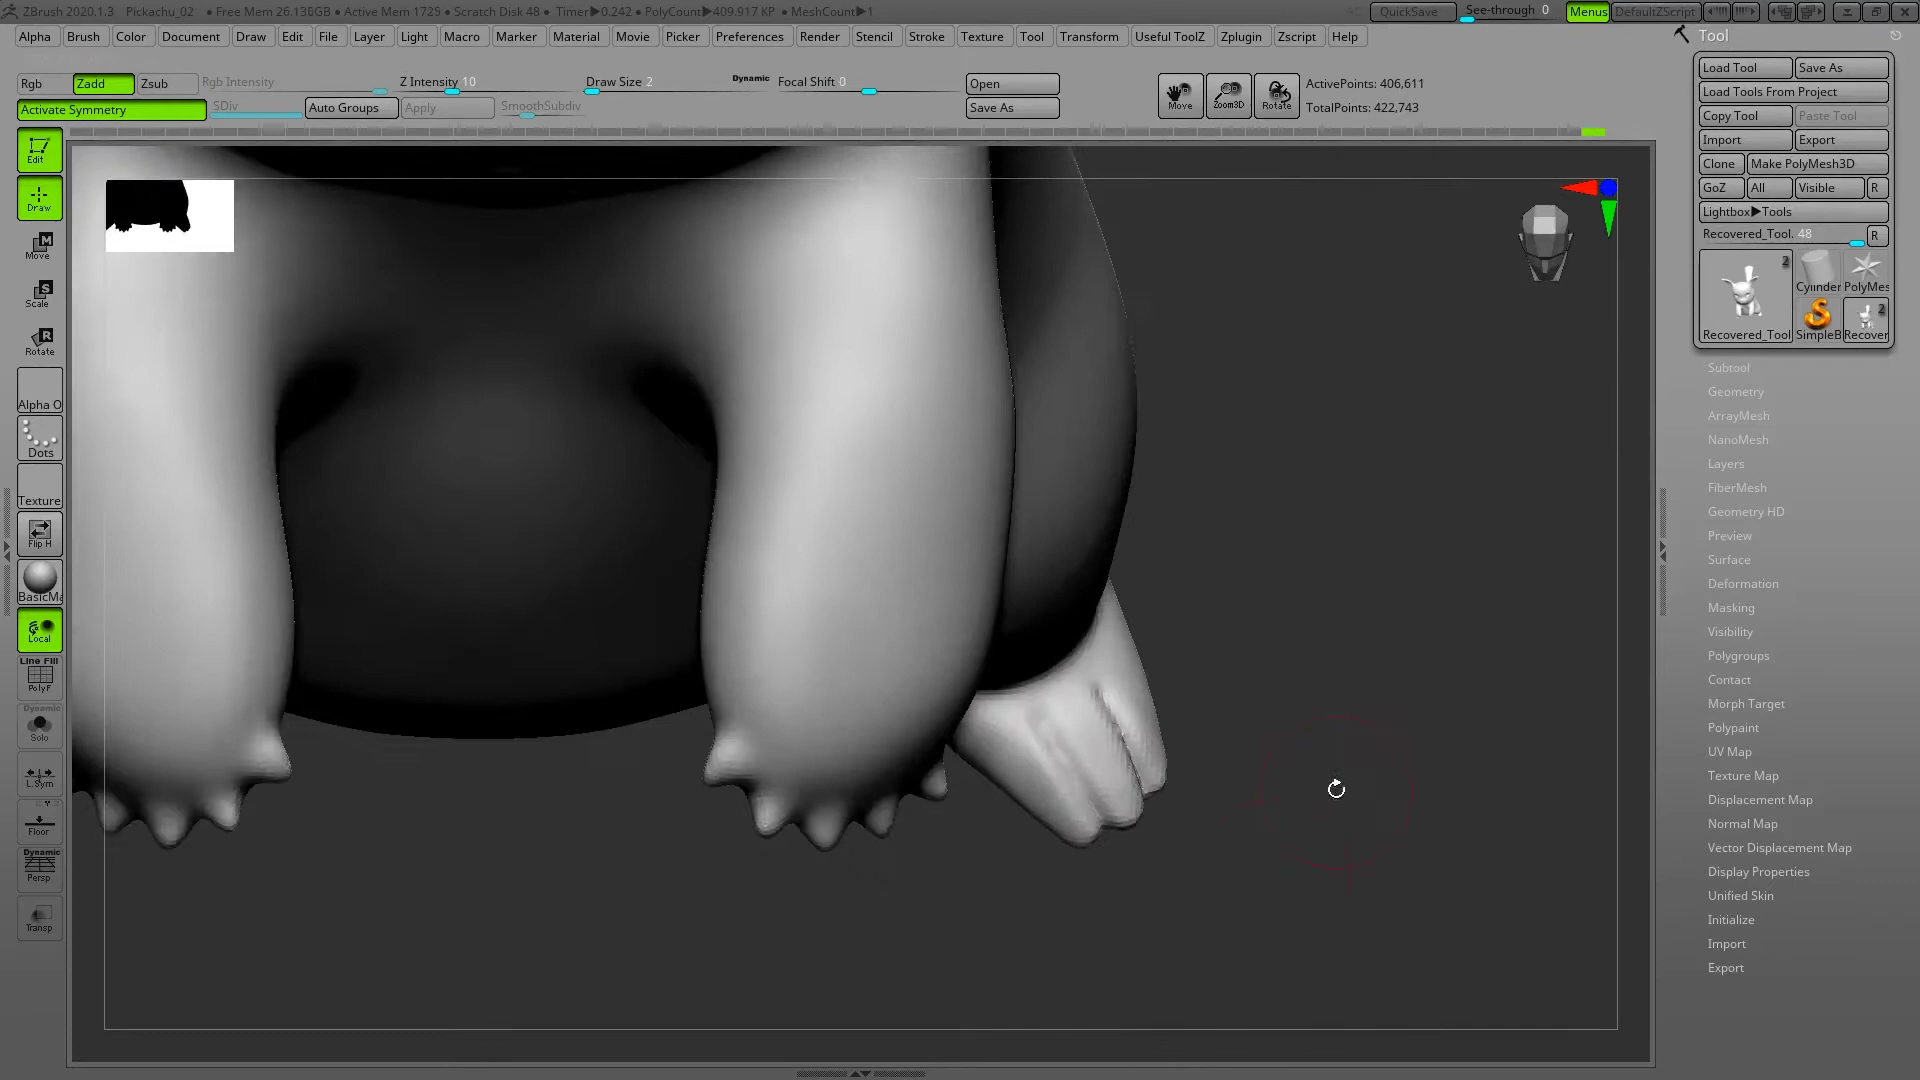 ZBrush 2020.1.3 Pickachu_02 • Free Mem 26.136GB • Active Mem 1725 • Scratch Disk 48 • Timer▶0.242 • PolyCount▶409.917 KP • MeshCount▶1 QuickSave See-through 0 Menus DefaultZScript
Alpha Brush Color Document Draw Edit File Layer Light Macro Marker Material Movie Picker Preferences Render Stencil Stroke Texture Tool Transform Useful ToolZ Zplugin Zscript Help
Tool
Rgb Zadd Zsub Rgb Intensity Z Intensity 10 Draw Size 2 Dynamic Focal Shift 0 Open
Activate Symmetry SDiv Auto Groups Apply SmoothSubdiv Save As
Move Zoom3D Rotate
ActivePoints: 406,611
TotalPoints: 422,743
Edit
Draw
Move
Scale
Rotate
Alpha O
Dots
Texture
Flip H
BasicMa
Local
Line Fill
PolyF
Dynamic
Solo
L.Sym
Floor
Dynamic
Persp
Transp
Load Tool Save As
Load Tools From Project
Copy Tool Paste Tool
Import Export
Clone Make PolyMesh3D
GoZ All Visible R
Lightbox▶Tools
Recovered_Tool. 48 R
2
Cylinder PolyMes
2
Recovered_Tool SimpleB Recover
Subtool
Geometry
ArrayMesh
NanoMesh
Layers
FiberMesh
Geometry HD
Preview
Surface
Deformation
Masking
Visibility
Polygroups
Contact
Morph Target
Polypaint
UV Map
Texture Map
Displacement Map
Normal Map
Vector Displacement Map
Display Properties
Unified Skin
Initialize
Import
Export